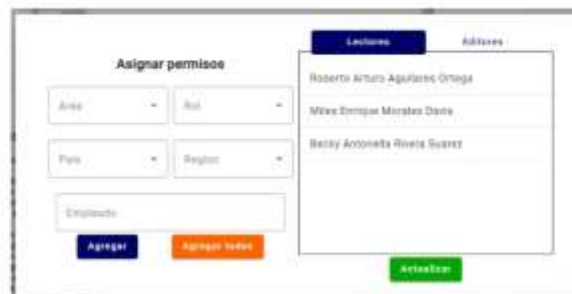 Asignar permisos
Area
Rol
País
Region
Empleado
Agregar
Agregar todos
Lectores
Editores
Roberto Arturo Aguilares Ortega
Miles Enrique Morales Davis
Becky Antonella Rivera Suarez
Actualizar